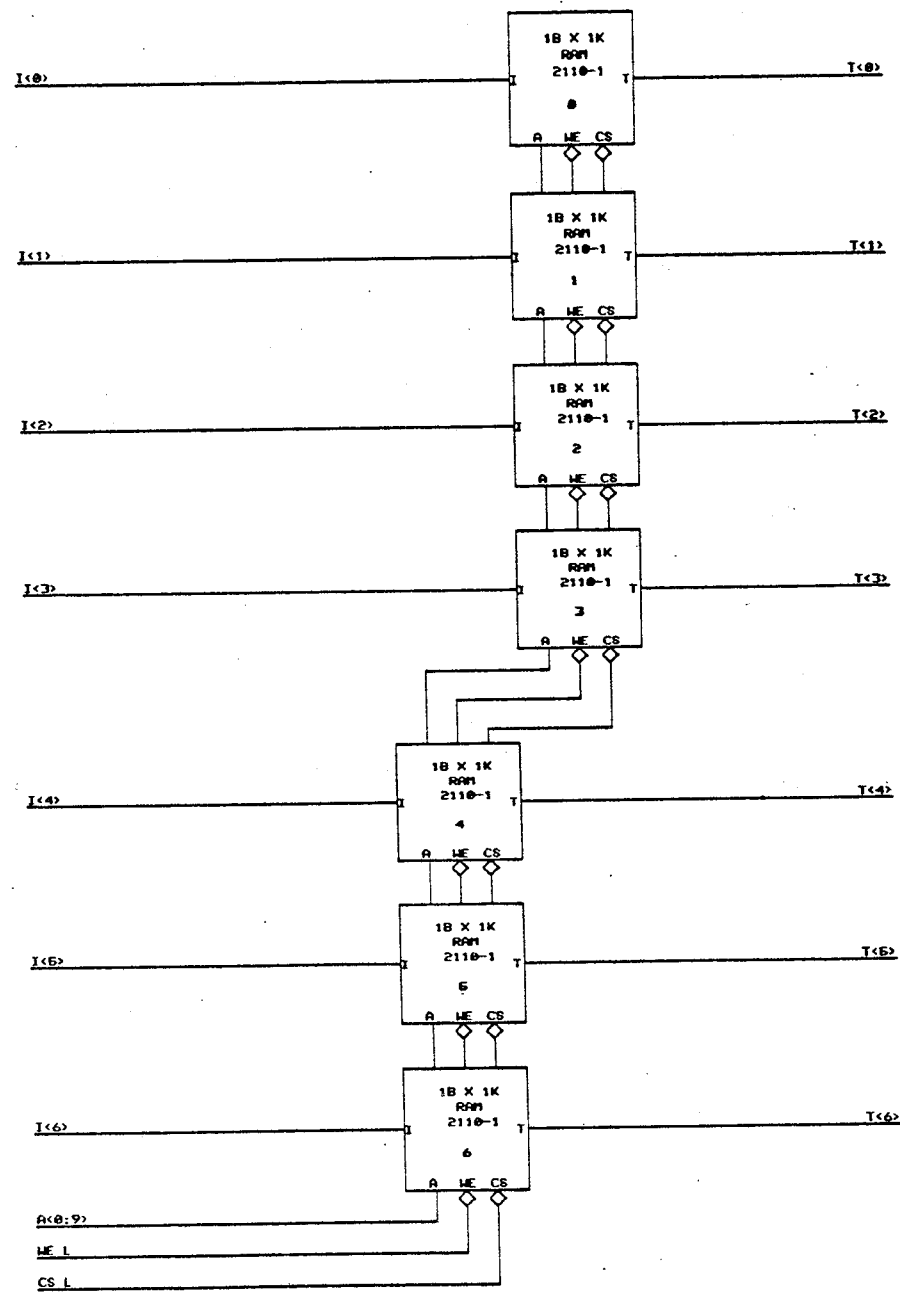 1B X 1K
RAM
2110-1
I<0>
I
T
T<0>
0
A WE CS
1B X 1K
RAM
2110-1
I<1>
I
T
T<1>
1
A WE CS
1B X 1K
RAM
2110-1
I<2>
I
T
T<2>
2
A WE CS
1B X 1K
RAM
2110-1
I<3>
I
T
T<3>
3
A WE CS
1B X 1K
RAM
2110-1
I<4>
I
T
T<4>
4
A WE CS
1B X 1K
RAM
2110-1
I<5>
I
T
T<5>
5
A WE CS
1B X 1K
RAM
2110-1
I<6>
I
T
T<6>
6
A WE CS
A<0:9>
WE L
CS L